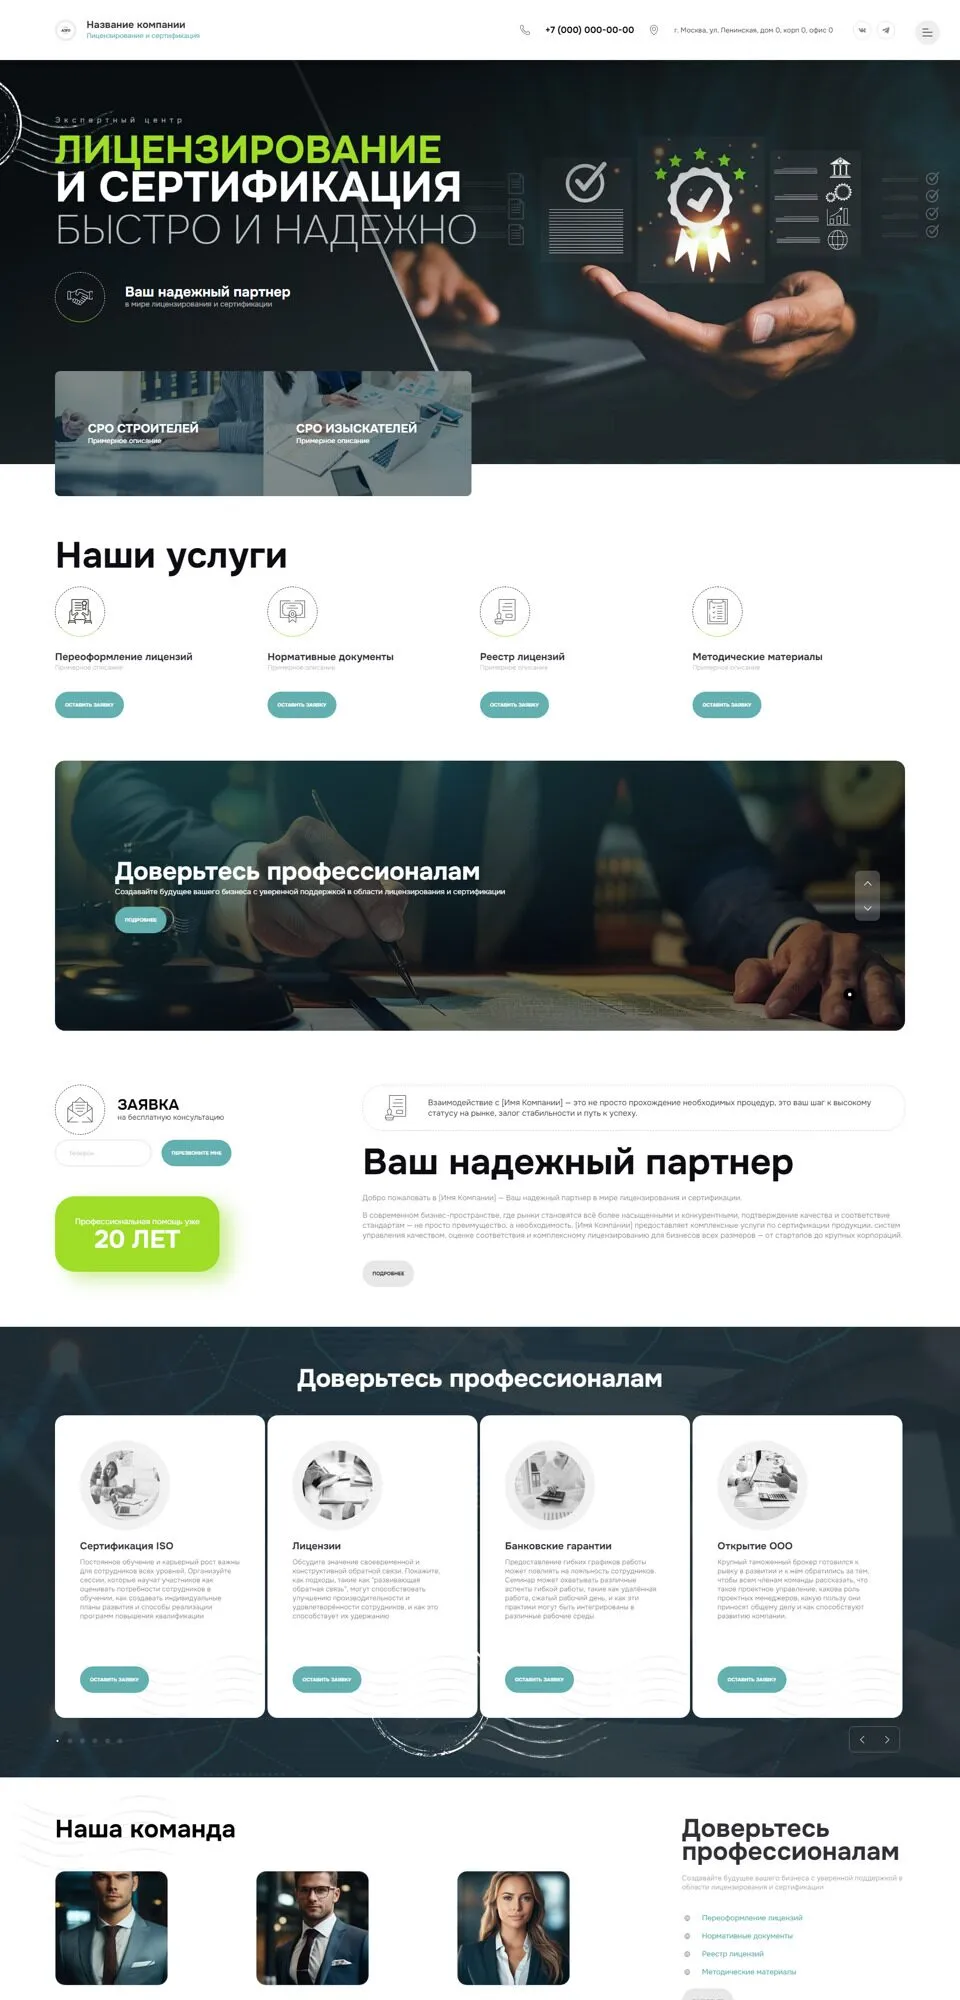 Название компании
Лицензирование и сертификация
+7 (000) 000-00-00
г. Москва, ул. Ленинская, дом 0, корп 0, офис 0
Экспертный центр
ЛИЦЕНЗИРОВАНИЕ
И СЕРТИФИКАЦИЯ
БЫСТРО И НАДЕЖНО
Ваш надежный партнер
в мире лицензирования и сертификации
СРО СТРОИТЕЛЕЙ
Примерное описание
СРО ИЗЫСКАТЕЛЕЙ
Примерное описание
Наши услуги
Переоформление лицензий
Примерное описание
ОСТАВИТЬ ЗАЯВКУ
Нормативные документы
Примерное описание
ОСТАВИТЬ ЗАЯВКУ
Реестр лицензий
Примерное описание
ОСТАВИТЬ ЗАЯВКУ
Методические материалы
Примерное описание
ОСТАВИТЬ ЗАЯВКУ
Доверьтесь профессионалам
Создавайте будущее вашего бизнеса с уверенной поддержкой в области лицензирования и сертификации
ПОДРОБНЕЕ
ЗАЯВКА
на бесплатную консультацию
Телефон
ПЕРЕЗВОНИТЕ МНЕ
Профессиональная помощь уже
20 ЛЕТ
Взаимодействие с [Имя Компании] — это не просто прохождение необходимых процедур, это ваш шаг к высокому
статусу на рынке, залог стабильности и путь к успеху.
Ваш надежный партнер
Добро пожаловать в [Имя Компании] — Ваш надежный партнер в мире лицензирования и сертификации.
В современном бизнес-пространстве, где рынки становятся всё более насыщенными и конкурентными, подтверждение качества и соответствие
стандартам — не просто преимущество, а необходимость. [Имя Компании] предоставляет комплексные услуги по сертификации продукции, систем
управления качеством, оценке соответствия и комплексному лицензированию для бизнесов всех размеров — от стартапов до крупных корпораций.
ПОДРОБНЕЕ
Доверьтесь профессионалам
Сертификация ISO
Постоянное обучение и карьерный рост важны
для сотрудников всех уровней. Организуйте
сессии, которые научат участников как
оценивать потребности сотрудников в
обучении, как создавать индивидуальные
планы развития и способы реализации
программ повышения квалификации
ОСТАВИТЬ ЗАЯВКУ
Лицензии
Обсудите значение своевременной и
конструктивной обратной связи. Покажите,
как подходы, такие как "развивающая
обратная связь", могут способствовать
улучшению производительности и
удовлетворённости сотрудников, и как это
способствует их удержанию
ОСТАВИТЬ ЗАЯВКУ
Банковские гарантии
Предоставление гибких графиков работы
может повлиять на лояльность сотрудников.
Семинар может охватывать различные
аспекты гибкой работы, такие как удалённая
работа, сжатый рабочий день, и как эти
практики могут быть интегрированы в
различные рабочие среды
ОСТАВИТЬ ЗАЯВКУ
Открытие ООО
Крупный таможенный брокер готовился к
рывку в развитии и к нам обратились за тем,
чтобы всем членам команды рассказать, что
такое проектное управление, какова роль
проектных менеджеров, какую пользу они
приносят общему делу и как способствуют
развитию компании.
ОСТАВИТЬ ЗАЯВКУ
Наша команда
Доверьтесь
профессионалам
Создавайте будущее вашего бизнеса с уверенной поддержкой в
области лицензирования и сертификации
Переоформление лицензий
Нормативные документы
Реестр лицензий
Методические материалы